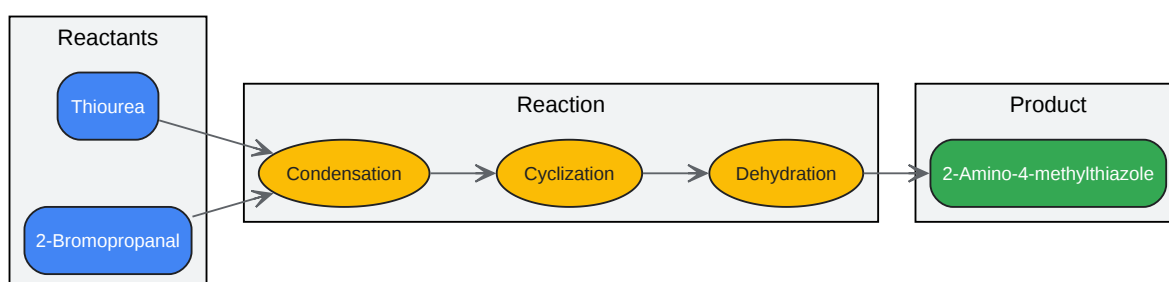 Reactants
Thiourea
2-Bromopropanal
Reaction
Condensation
Cyclization
Dehydration
Product
2-Amino-4-methylthiazole